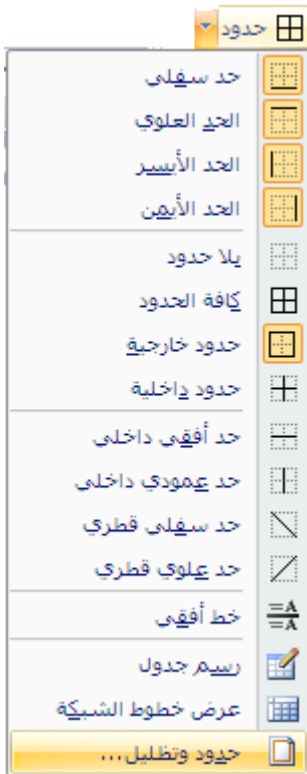 حدود
حد سفلي
الحد العلوي
الحد الأيسر
الحد الأيمن
بلا حدود
كافة الحدود
حدود خارجية
حدود داخلية
حد أفقي داخلي
حد عمودي داخلي
حد سفلي قطري
حد علوي قطري
خط أفقي
رسم جدول
عرض خطوط الشبكة
حدود وتظليل...